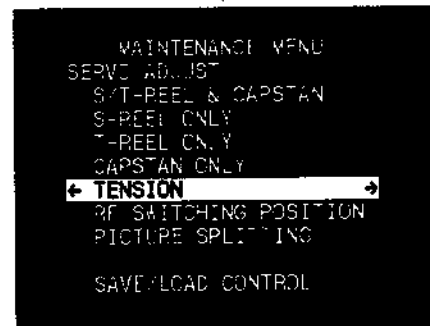 MAINTENANCE MENU
SERVO ADJUST
S/T-REEL & CAPSTAN
S-REEL ONLY
T-REEL ONLY
CAPSTAN ONLY
← TENSION →
RF SWITCHING POSITION
PICTURE SPLITTING
SAVE/LOAD CONTROL